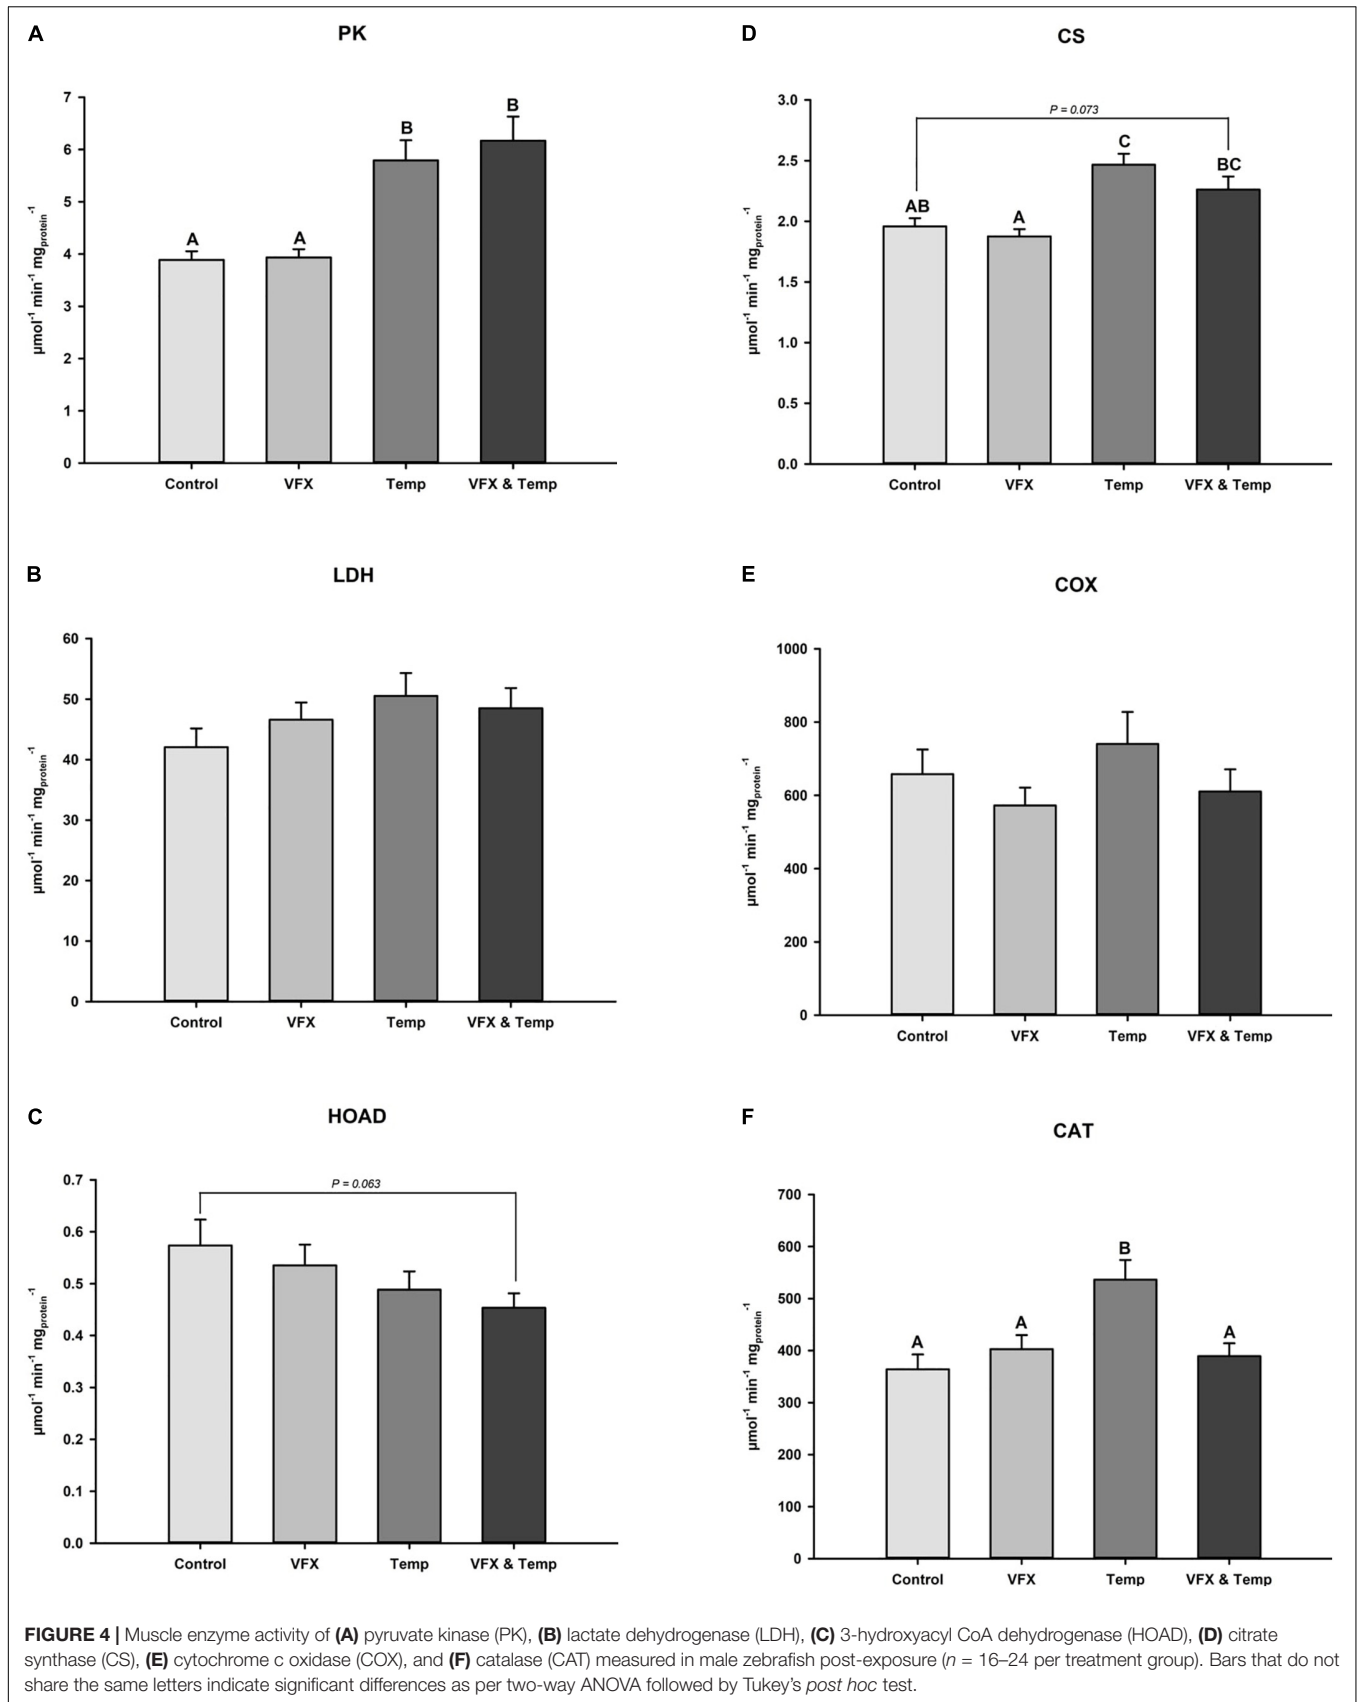 A
PK
7
6
5
4
3
2
1
0
µmol⁻¹ min⁻¹ mg_protein⁻¹
A
A
B
B
Control
VFX
Temp
VFX & Temp
B
LDH
60
50
40
30
20
10
0
µmol⁻¹ min⁻¹ mg_protein⁻¹
Control
VFX
Temp
VFX & Temp
C
HOAD
0.7
0.6
0.5
0.4
0.3
0.2
0.1
0.0
µmol⁻¹ min⁻¹ mg_protein⁻¹
P = 0.063
Control
VFX
Temp
VFX & Temp
D
CS
3.0
2.5
2.0
1.5
1.0
0.5
0.0
µmol⁻¹ min⁻¹ mg_protein⁻¹
P = 0.073
AB
A
C
BC
Control
VFX
Temp
VFX & Temp
E
COX
1000
800
600
400
200
0
µmol⁻¹ min⁻¹ mg_protein⁻¹
Control
VFX
Temp
VFX & Temp
F
CAT
700
600
500
400
300
200
100
0
µmol⁻¹ min⁻¹ mg_protein⁻¹
A
A
B
A
Control
VFX
Temp
VFX & Temp
FIGURE 4 | Muscle enzyme activity of (A) pyruvate kinase (PK), (B) lactate dehydrogenase (LDH), (C) 3-hydroxyacyl CoA dehydrogenase (HOAD), (D) citrate
synthase (CS), (E) cytochrome c oxidase (COX), and (F) catalase (CAT) measured in male zebrafish post-exposure (n = 16–24 per treatment group). Bars that do not
share the same letters indicate significant differences as per two-way ANOVA followed by Tukey's post hoc test.